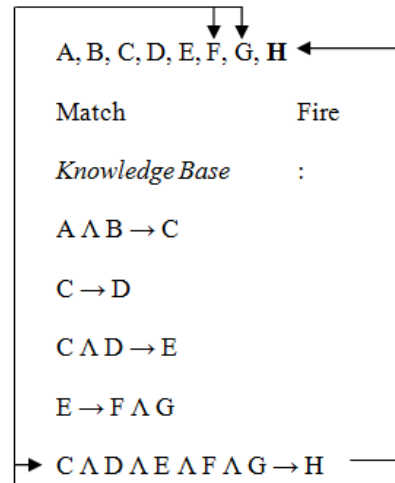 A, B, C, D, E, F, G, H
Match Fire
Knowledge Base :
A Λ B → C
C → D
C Λ D → E
E → F Λ G
C Λ D Λ E Λ F Λ G → H